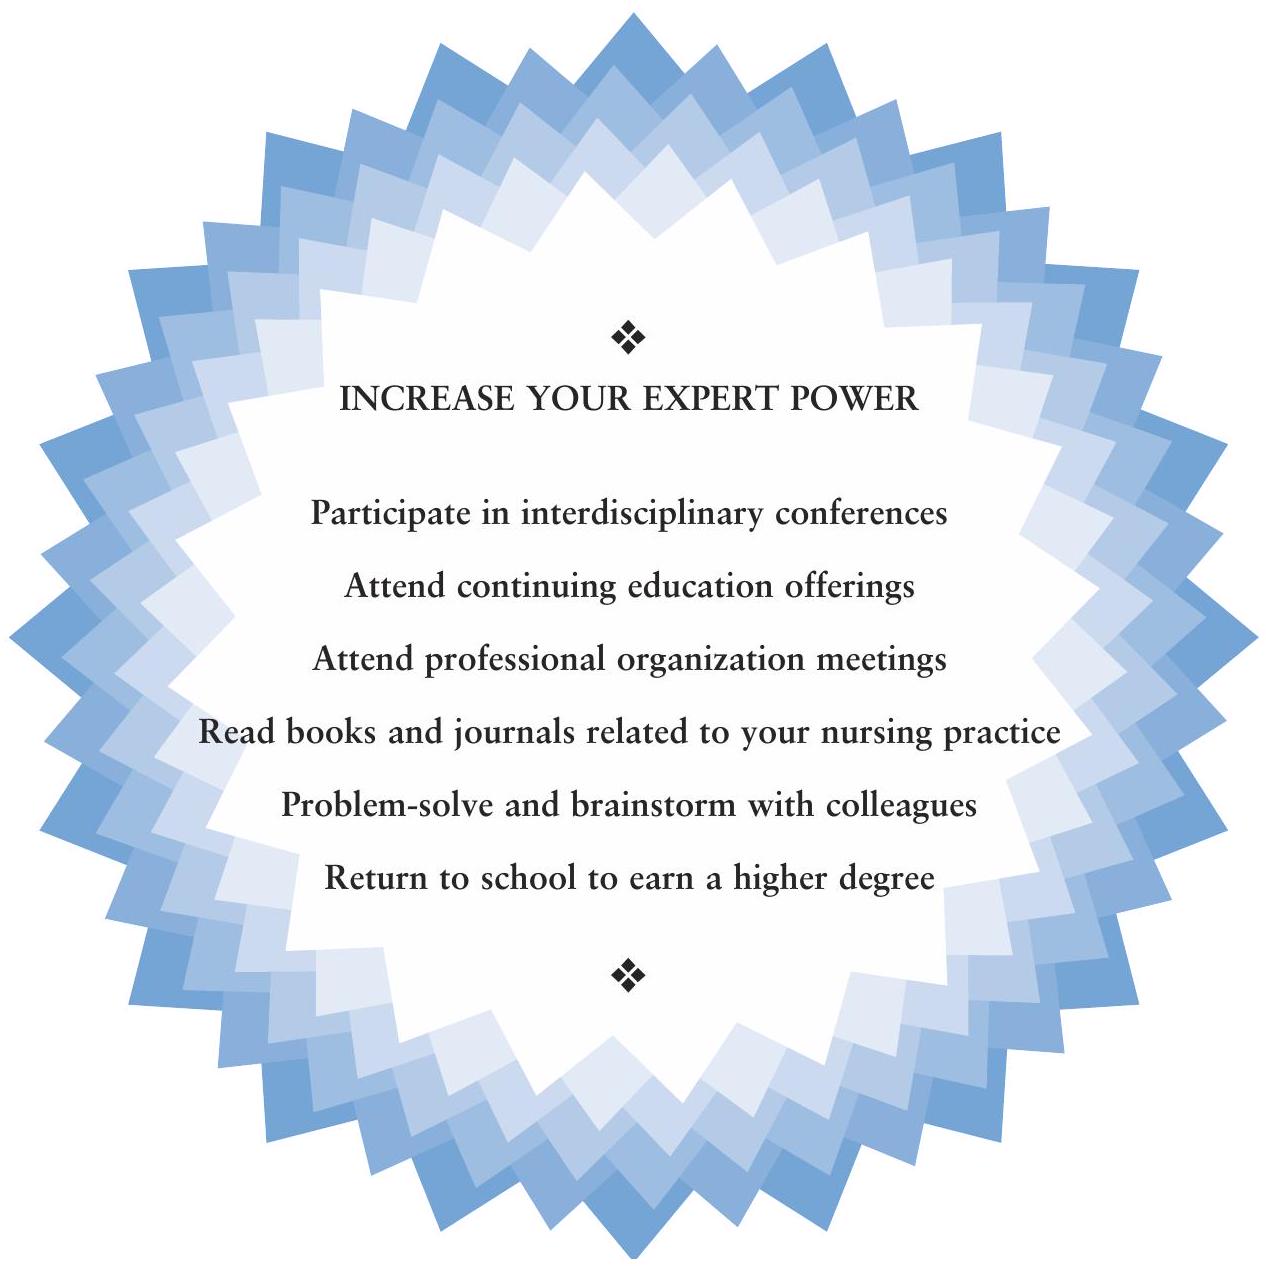 INCREASE YOUR EXPERT POWER
Participate in interdisciplinary conferences
Attend continuing education offerings
Attend professional organization meetings
Read books and journals related to your nursing practice
Problem-solve and brainstorm with colleagues
Return to school to earn a higher degree